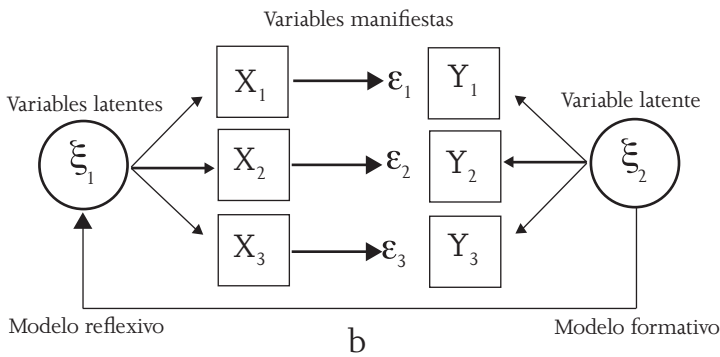 Variables manifiestas
Variables latentes
Variable latente
X1
ε1
Y1
ξ1
X2
ε2
Y2
ξ2
X3
ε3
Y3
Modelo reflexivo
Modelo formativo
b